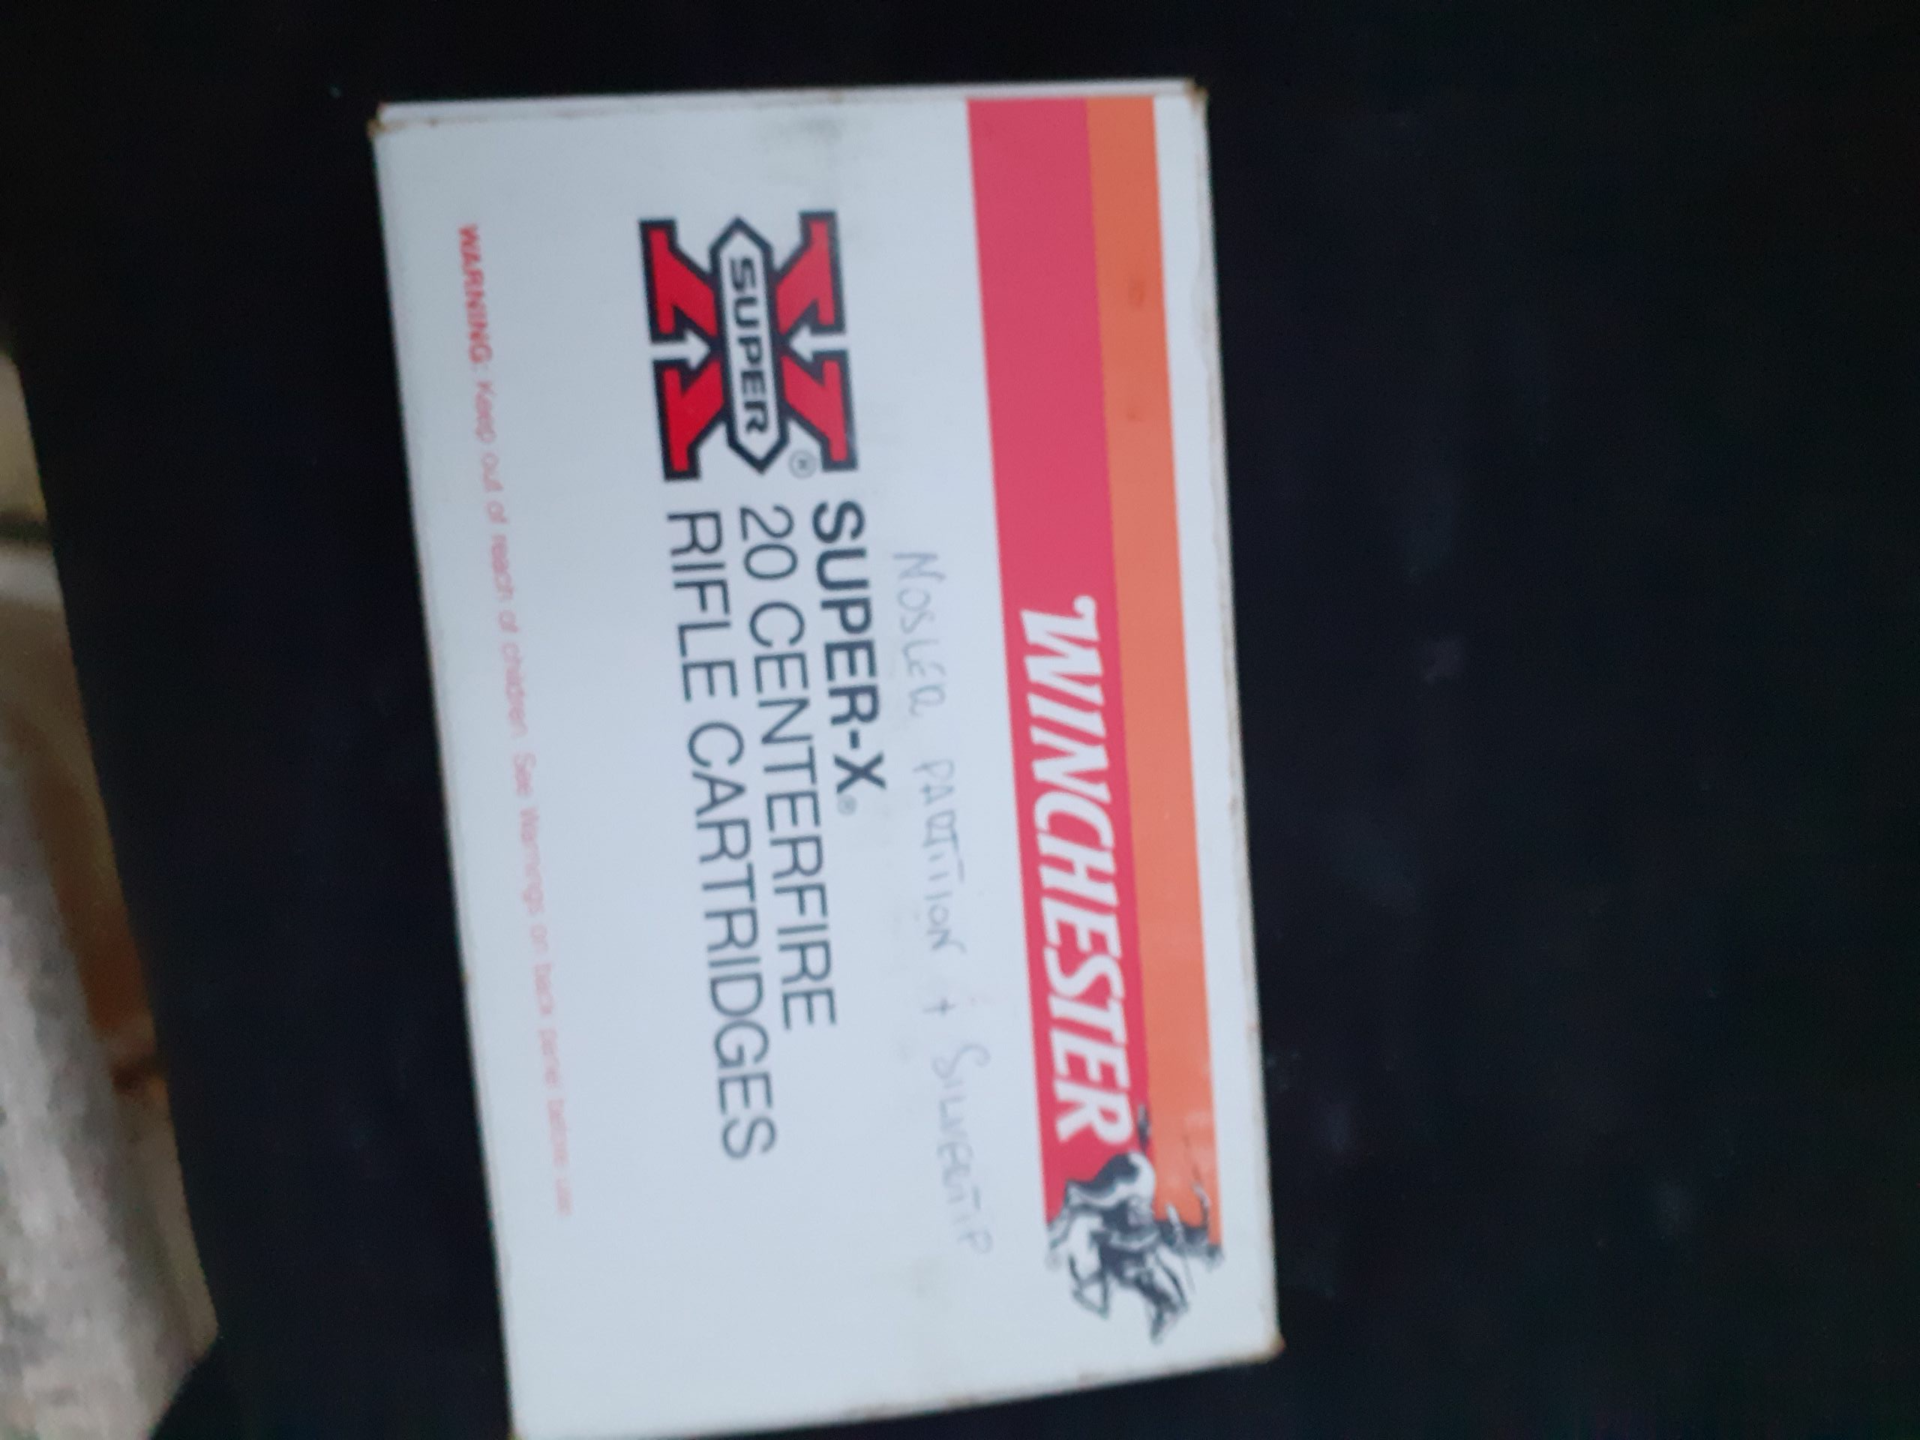 WINCHESTER
NOSLER PARTITION + SILVERTIP
SUPER
®
SUPER-X®
20 CENTERFIRE
RIFLE CARTRIDGES
WARNING: Keep out of reach of children. See Warnings on back panel before use.